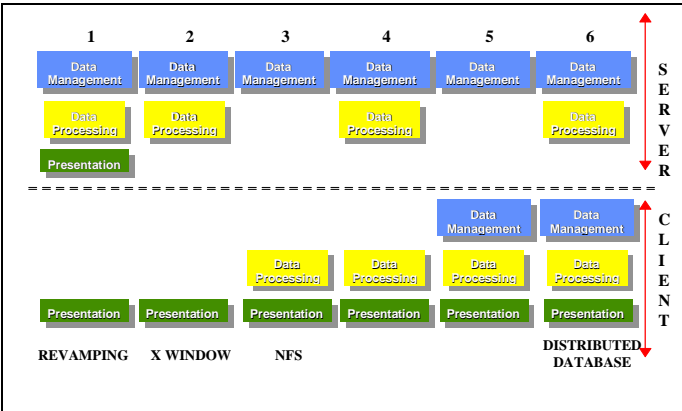 1 2 3 4 5 6
Data Management Data Management Data Management Data Management Data Management Data Management
Data Processing Data Processing Data Processing Data Processing
Presentation
SERVER
Data Management Data Management
Data Processing Data Processing Data Processing Data Processing
Presentation Presentation Presentation Presentation Presentation Presentation
CLIENT
REVAMPING X WINDOW NFS DISTRIBUTED DATABASE